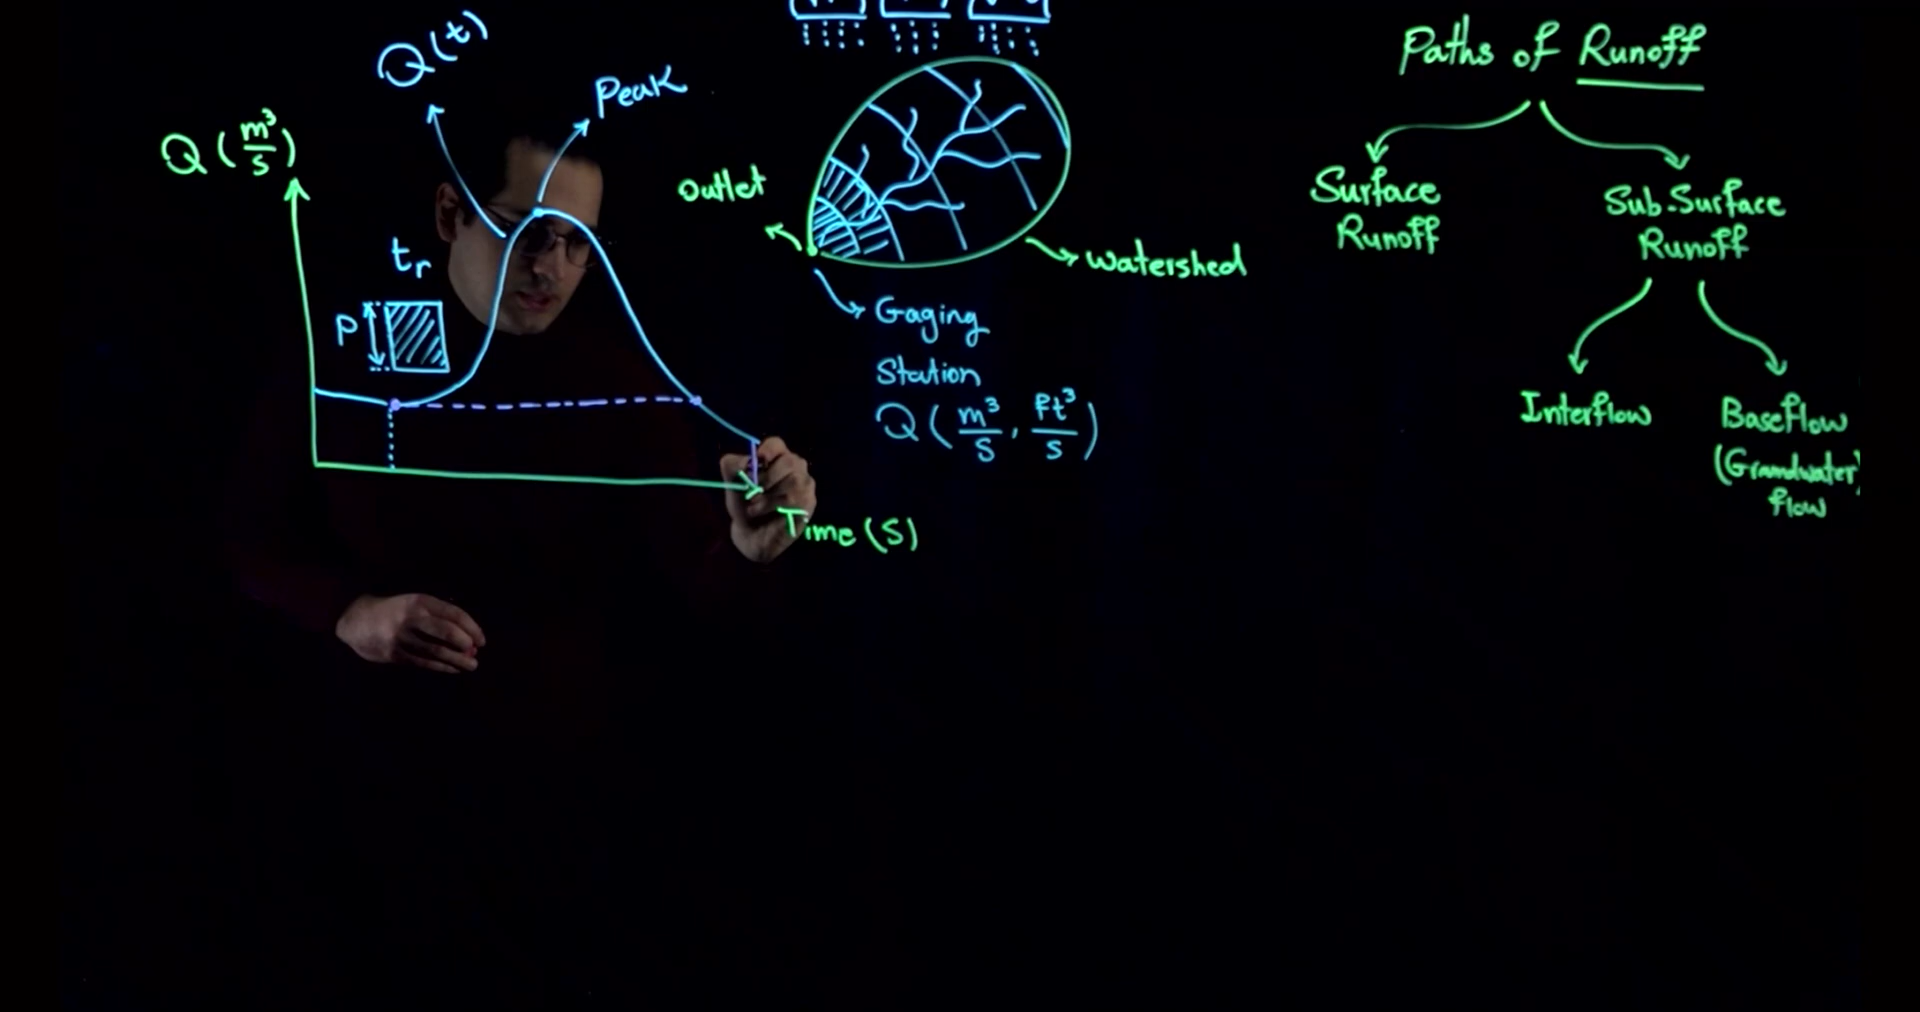 Q(t)
Peak
Q (m³/s)
tr
P
Time (S)
Outlet
Watershed
Gaging
Station
Q (m³/s, ft³/s)
Paths of Runoff
Surface
Runoff
Sub-Surface
Runoff
Interflow
Baseflow
(Groundwater
flow